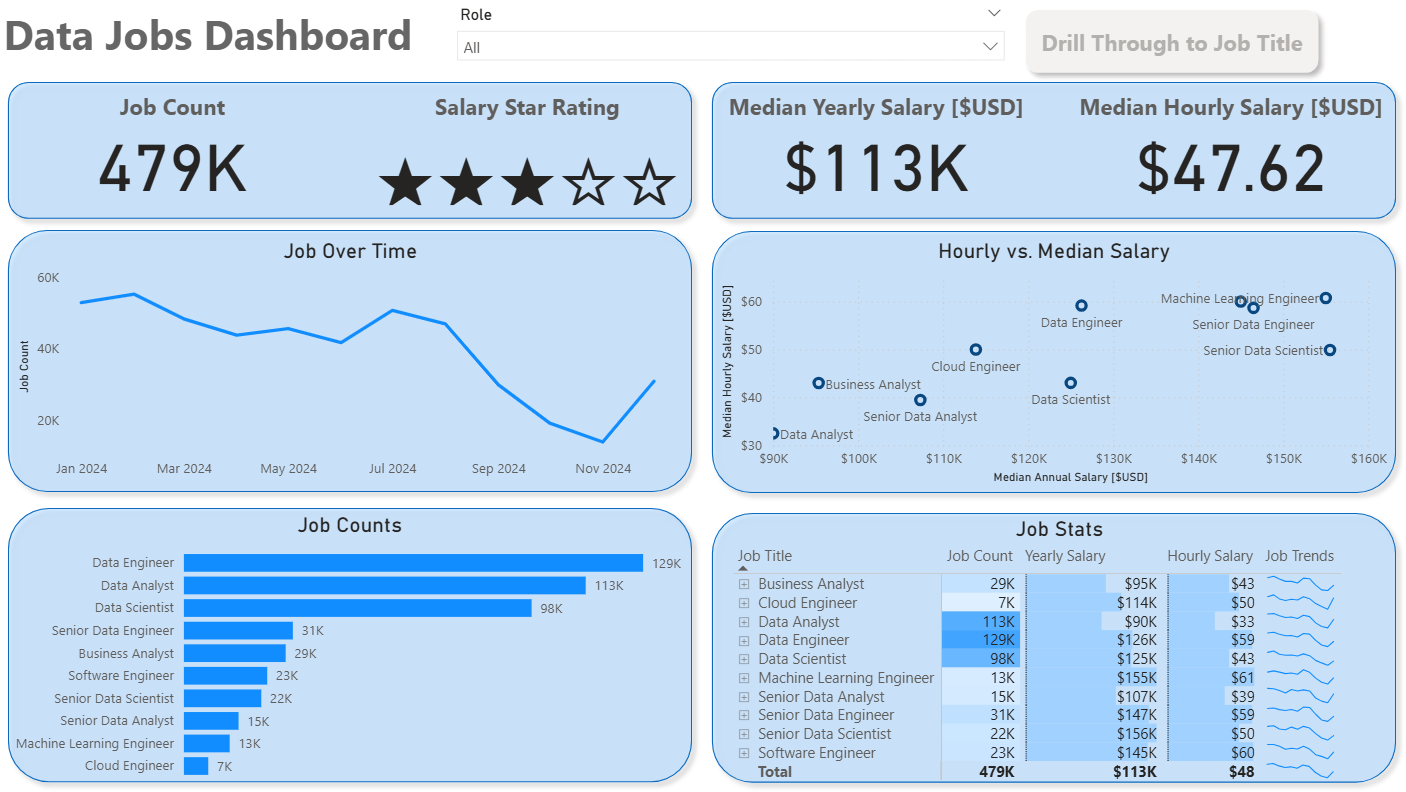 Data Jobs Dashboard
Role
All
Drill Through to Job Title
Job Count
479K
Salary Star Rating
★★★☆☆
Median Yearly Salary [$USD]
$113K
Median Hourly Salary [$USD]
$47.62
Job Over Time
Job Count
60K
40K
20K
Jan 2024 Mar 2024 May 2024 Jul 2024 Sep 2024 Nov 2024
Hourly vs. Median Salary
Median Hourly Salary [$USD]
$60
$50
$40
$30
Machine Learning Engineer
Data Engineer
Senior Data Engineer
Senior Data Scientist
Cloud Engineer
Business Analyst
Data Scientist
Senior Data Analyst
Data Analyst
$90K $100K $110K $120K $130K $140K $150K $160K
Median Annual Salary [$USD]
Job Counts
Data Engineer 129K
Data Analyst 113K
Data Scientist 98K
Senior Data Engineer 31K
Business Analyst 29K
Software Engineer 23K
Senior Data Scientist 22K
Senior Data Analyst 15K
Machine Learning Engineer 13K
Cloud Engineer 7K
Job Stats
Job Title Job Count Yearly Salary Hourly Salary Job Trends
Business Analyst 29K $95K $43
Cloud Engineer 7K $114K $50
Data Analyst 113K $90K $33
Data Engineer 129K $126K $59
Data Scientist 98K $125K $43
Machine Learning Engineer 13K $155K $61
Senior Data Analyst 15K $107K $39
Senior Data Engineer 31K $147K $59
Senior Data Scientist 22K $156K $50
Software Engineer 23K $145K $60
Total 479K $113K $48